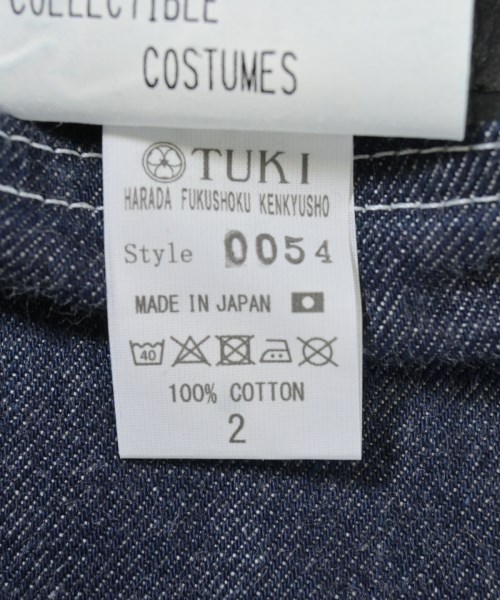 COLLECTIBLE
COSTUMES
TUKI
HARADA FUKUSHOKU KENKYUSHO
Style 0054
MADE IN JAPAN
40
100% COTTON
2